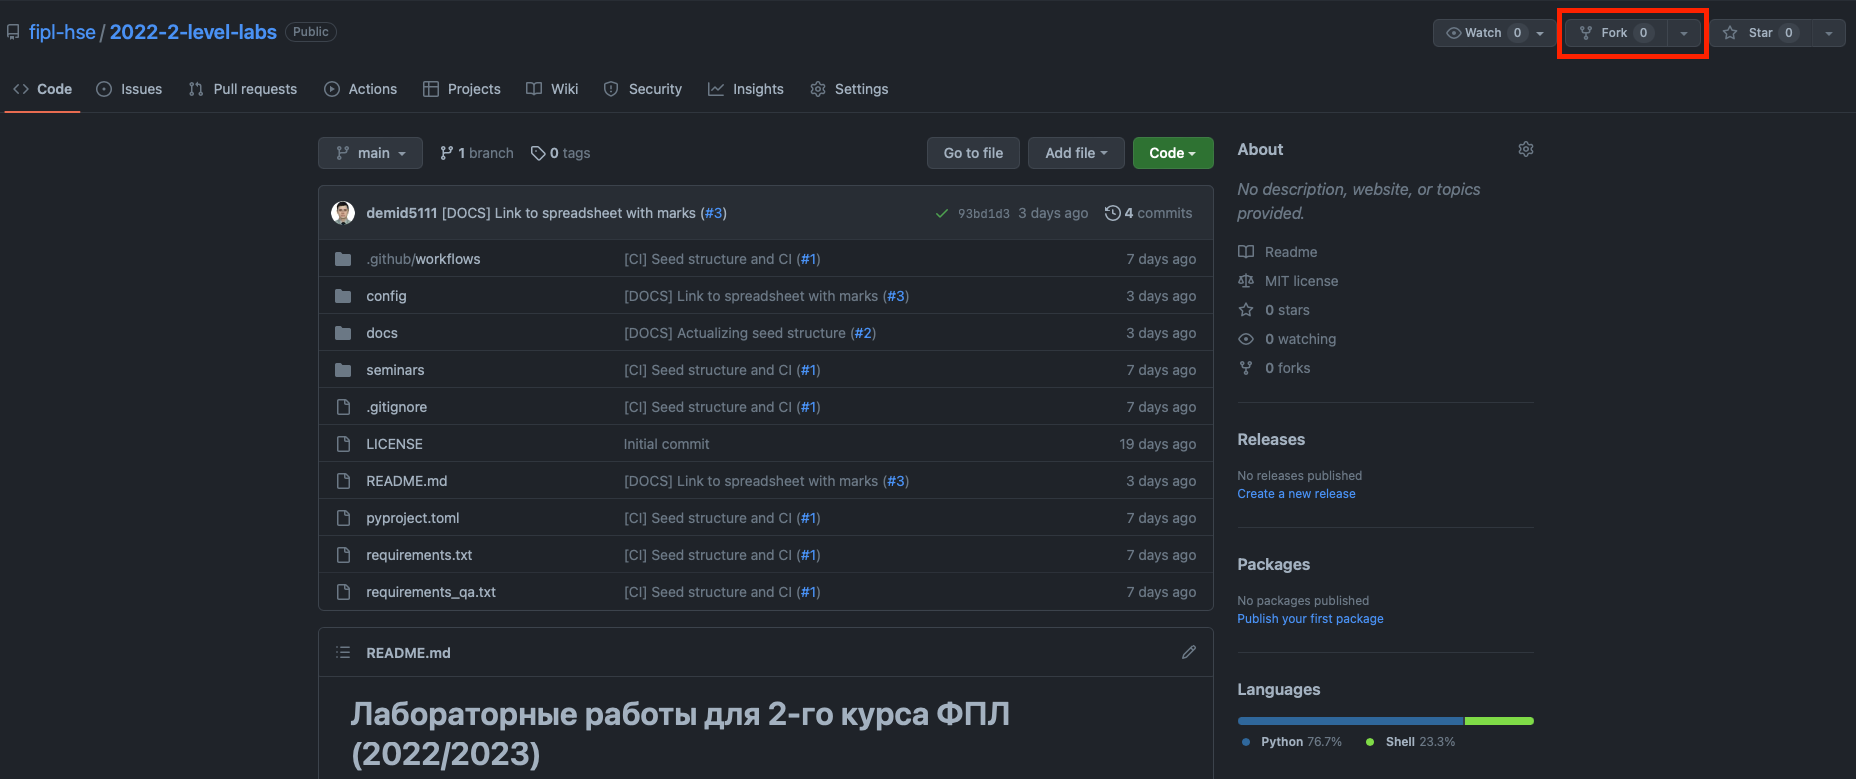 fipl-hse / 2022-2-level-labs Public
Watch 0 Fork 0 Star 0
Code Issues Pull requests Actions Projects Wiki Security Insights Settings
main 1 branch 0 tags Go to file Add file Code
demid5111 [DOCS] Link to spreadsheet with marks (#3) 93bd1d3 3 days ago 4 commits
.github/workflows [CI] Seed structure and CI (#1) 7 days ago
config [DOCS] Link to spreadsheet with marks (#3) 3 days ago
docs [DOCS] Actualizing seed structure (#2) 3 days ago
seminars [CI] Seed structure and CI (#1) 7 days ago
.gitignore [CI] Seed structure and CI (#1) 7 days ago
LICENSE Initial commit 19 days ago
README.md [DOCS] Link to spreadsheet with marks (#3) 3 days ago
pyproject.toml [CI] Seed structure and CI (#1) 7 days ago
requirements.txt [CI] Seed structure and CI (#1) 7 days ago
requirements_qa.txt [CI] Seed structure and CI (#1) 7 days ago
README.md
Лабораторные работы для 2-го курса ФПЛ
(2022/2023)
About
No description, website, or topics
provided.
Readme
MIT license
0 stars
0 watching
0 forks
Releases
No releases published
Create a new release
Packages
No packages published
Publish your first package
Languages
Python 76.7% Shell 23.3%